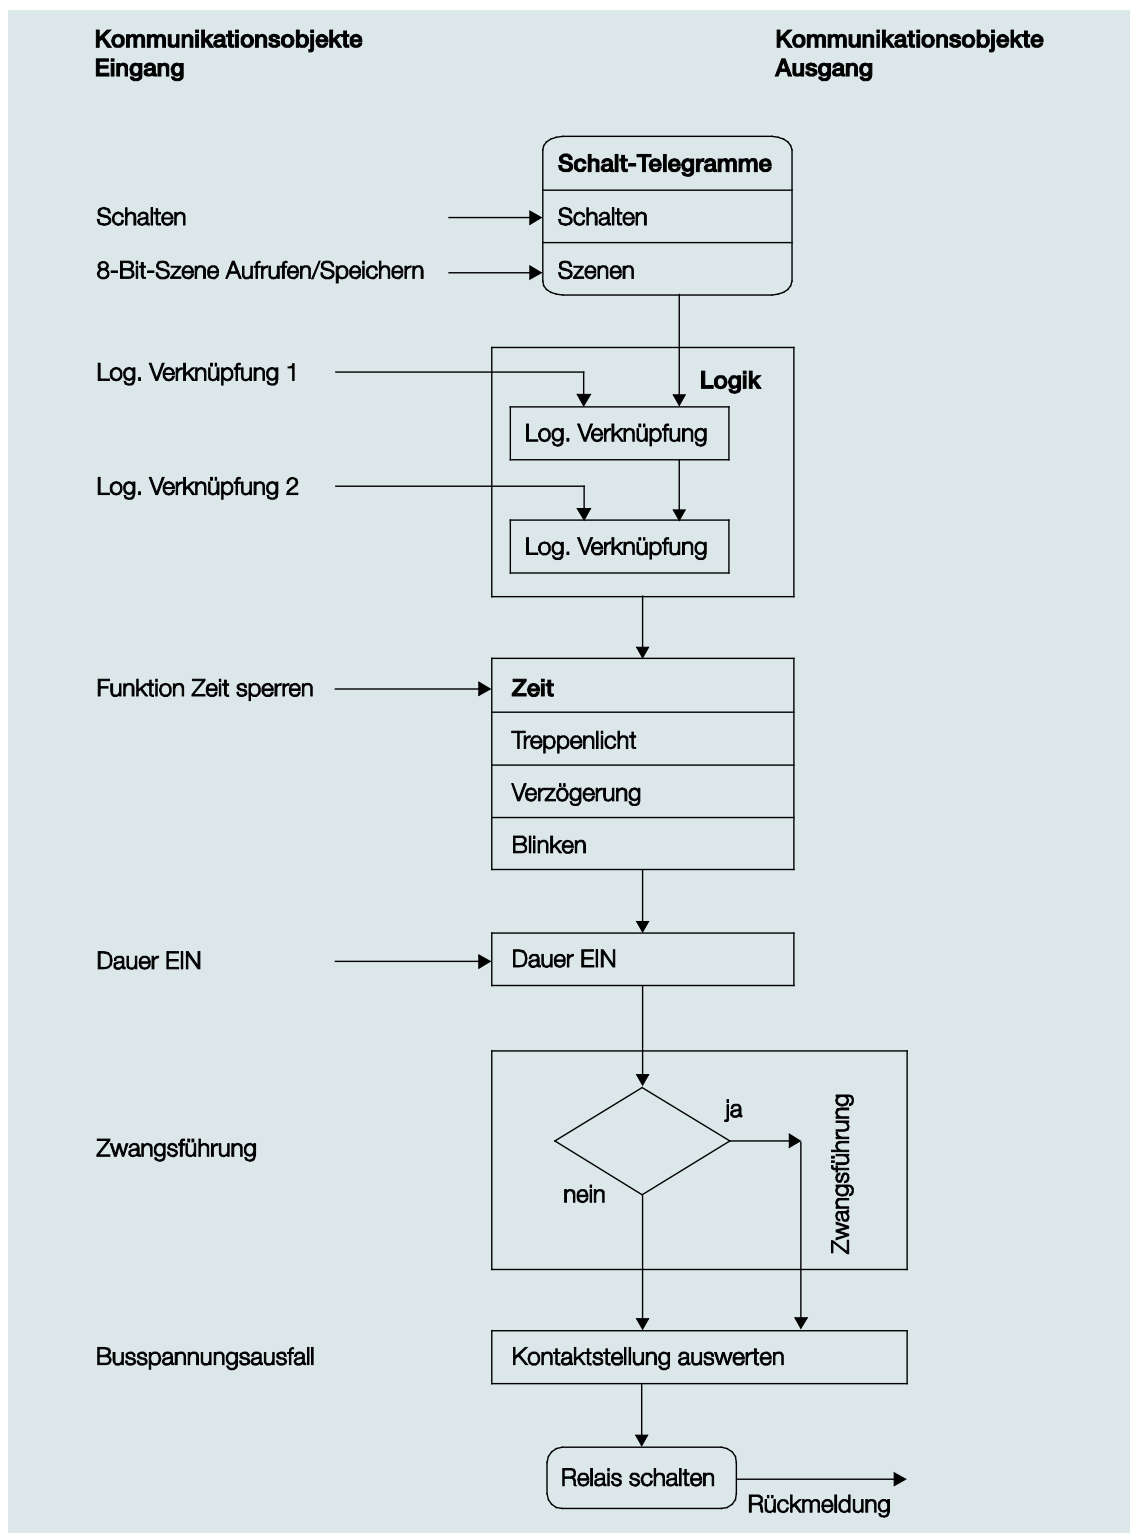 Kommunikationsobjekte
Eingang
Kommunikationsobjekte
Ausgang
Schalt-Telegramme
Schalten
Schalten
8-Bit-Szene Aufrufen/Speichern
Szenen
Log. Verknüpfung 1
Logik
Log. Verknüpfung
Log. Verknüpfung 2
Log. Verknüpfung
Funktion Zeit sperren
Zeit
Treppenlicht
Verzögerung
Blinken
Dauer EIN
Dauer EIN
ja
Zwangsführung
Zwangsführung
nein
Busspannungsausfall
Kontaktstellung auswerten
Relais schalten
Rückmeldung